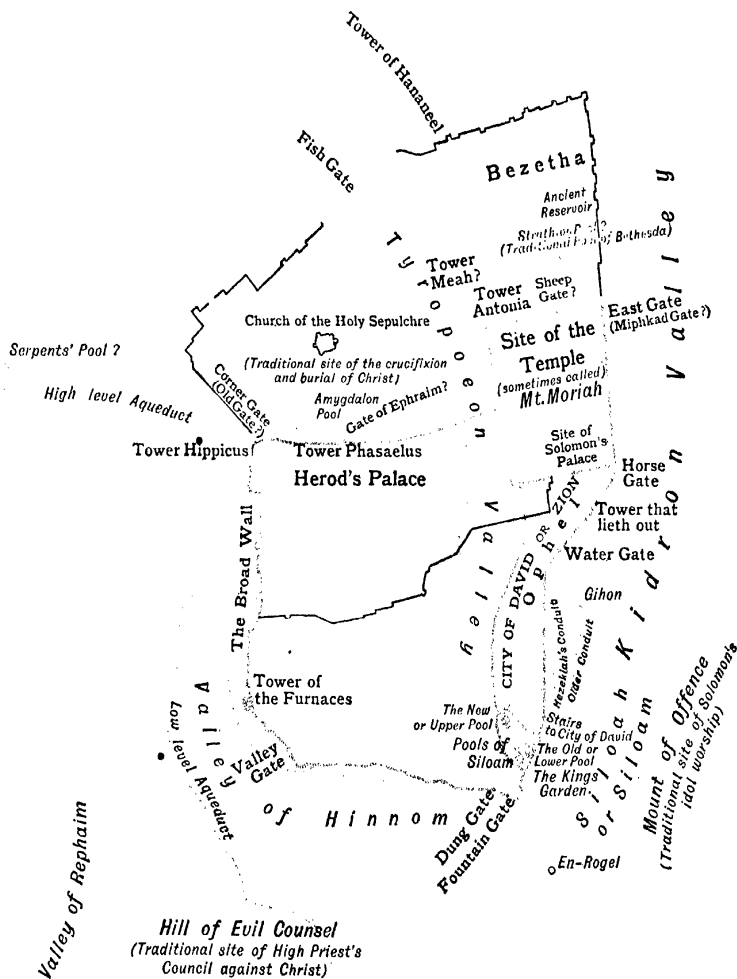 Tower of Hananeel
Fish Gate
Bezetha
Ancient
Reservoir
(Traditional Pool of Bethesda)
Tyropoeon Valley
Tower
Meah?
Tower
Antonia
Sheep
Gate?
East Gate
(Miphkad Gate?)
Church of the Holy Sepulchre
(Traditional site of the crucifixion
and burial of Christ)
Site of the
Temple
(sometimes called)
Mt. Moriah
Serpents' Pool ?
High level Aqueduct
Corner Gate
(Old Gate?)
Amygdalon
Pool
Gate of Ephraim?
Tower Hippicus
Tower Phasaelus
Herod's Palace
Site of
Solomon's
Palace
Horse
Gate
Tower that
lieth out
Water Gate
CITY OF DAVID OR ZION
Ophel
Gihon
The Broad Wall
Hezekiah's Conduit
Older Conduit
Kidron Valley
Tower of
the Furnaces
The New
or Upper Pool
Pools of
Siloam
Stairs
to City of David
The Old or
Lower Pool
The Kings
Garden
Siloah
or Siloam
Mount of Offence
(Traditional site of Solomon's
idol worship)
Valley
Gate
Low level Aqueduct
Valley of Hinnom
Dung Gate
Fountain Gate
En-Rogel
Valley of Rephaim
Hill of Evil Counsel
(Traditional site of High Priest's
Council against Christ)